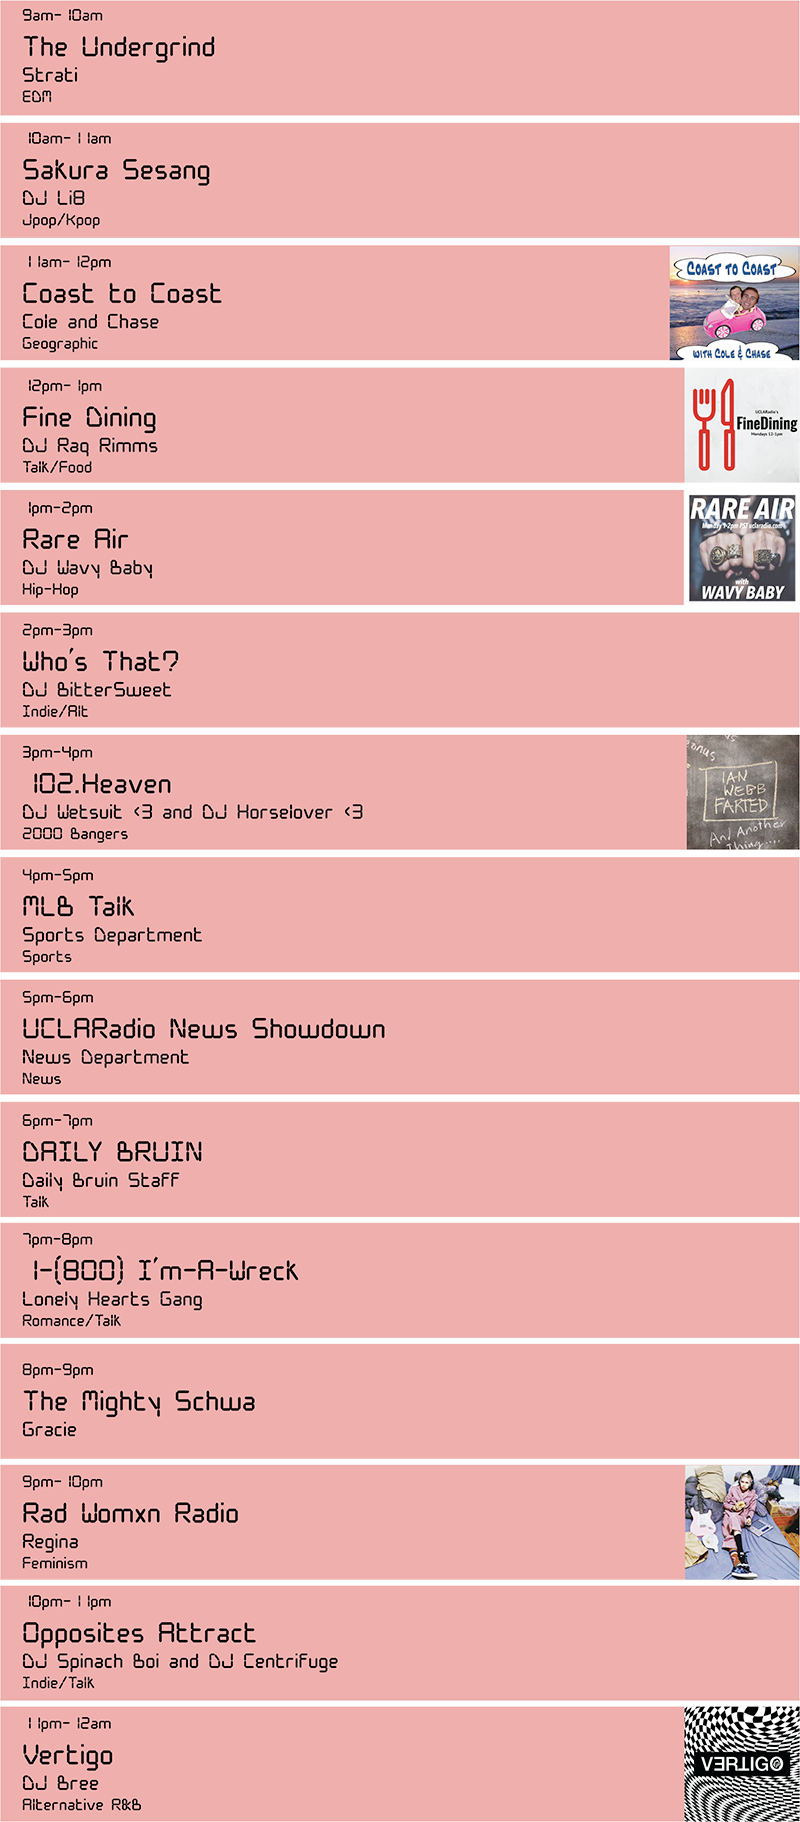 9am-10am
The Undergrind
Strati
EDM
10am-11am
Sakura Sesang
DJ Li8
Jpop/Kpop
11am-12pm
Coast to Coast
Cole and Chase
Geographic
COAST TO COAST
WITH COLE & CHASE
12pm-1pm
Fine Dining
DJ Raq Rimms
Talk/Food
UCLARadio's
FineDining
Mondays 12-1pm
1pm-2pm
Rare Air
DJ Wavy Baby
Hip-Hop
RARE AIR
Monday 1-2pm PST uclaradio.com
with
WAVY BABY
2pm-3pm
Who's That?
DJ BitterSweet
Indie/Alt
3pm-4pm
102.Heaven
DJ Wetsuit <3 and DJ Horselover <3
2000 Bangers
IAN
WEBB
FARTED
And Another
Thing....
4pm-5pm
MLB Talk
Sports Department
Sports
5pm-6pm
UCLARadio News Showdown
News Department
News
6pm-7pm
DAILY BRUIN
Daily Bruin Staff
Talk
7pm-8pm
1-(800) I'm-A-Wreck
Lonely Hearts Gang
Romance/Talk
8pm-9pm
The Mighty Schwa
Gracie
9pm-10pm
Rad Womxn Radio
Regina
Feminism
10pm-11pm
Opposites Attract
DJ Spinach Boi and DJ Centrifuge
Indie/Talk
11pm-12am
Vertigo
DJ Bree
Alternative R&B
VERTIGO